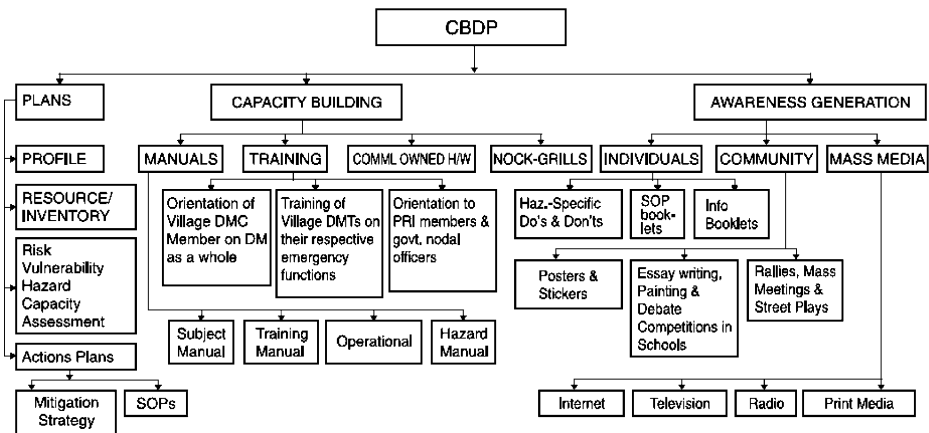 CBDP
PLANS
CAPACITY BUILDING
AWARENESS GENERATION
PROFILE
MANUALS
TRAINING
COMML OWNED H/W
NOCK-GRILLS
INDIVIDUALS
COMMUNITY
MASS MEDIA
RESOURCE/
INVENTORY
Orientation of
Village DMC
Member on DM
as a whole
Training of
Village DMTs on
their respective
emergency
functions
Orientation to
PRI members &
govt, nodal
officers
Haz.-Specific
Do's & Don'ts
SOP
book-
lets
Info
Booklets
Risk
Vulnerability
Hazard
Capacity
Assessment
Posters &
Stickers
Essay writing,
Painting &
Debate
Competitions in
Schools
Rallies, Mass
Meetings &
Street Plays
Subject
Manual
Training
Manual
Operational
Hazard
Manual
Actions Plans
Mitigation
Strategy
SOPs
Internet
Television
Radio
Print Media